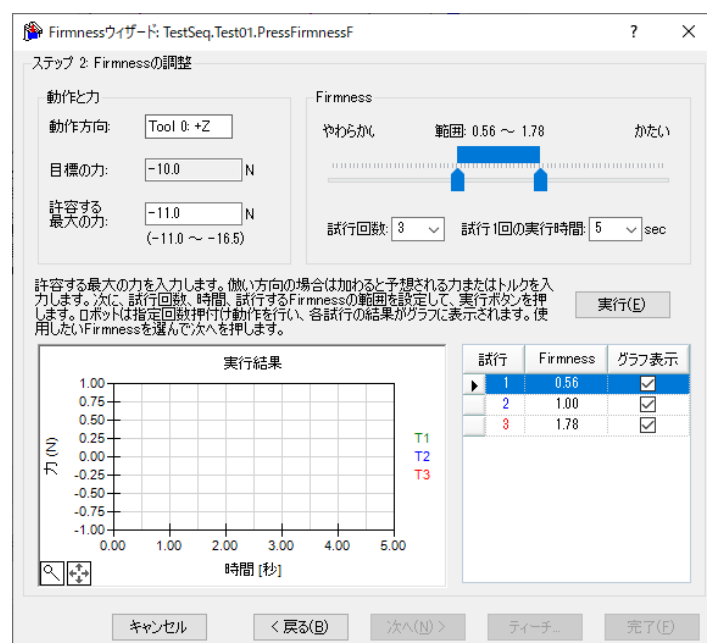 Firmnessウィザード: TestSeq.Test01.PressFirmnessF
?
ステップ 2: Firmnessの調整
動作と力
動作方向: Tool 0: +Z
目標の力: -10.0 N
許容する
最大の力: -11.0 N
(-11.0 ～ -16.5)
Firmness
やわらかい 範囲: 0.56 ～ 1.78 かたい
試行回数: 3 試行1回の実行時間: 5 sec
許容する最大の力を入力します。倣い方向の場合は加わると予想される力またはトルクを入
力します。次に、試行回数、時間、試行するFirmnessの範囲を設定して、実行ボタンを押
します。ロボットは指定回数押付け動作を行い、各試行の結果がグラフに表示されます。使
用したいFirmnessを選んで次へを押します。
実行(E)
実行結果
力 (N)
1.00
0.75
0.50
0.25
0.00
-0.25
-0.50
-0.75
-1.00
0.00 1.00 2.00 3.00 4.00 5.00
時間 [秒]
T1
T2
T3
試行 Firmness グラフ表示
1 0.56
2 1.00
3 1.78
キャンセル < 戻る(B) 次へ(N) > ティーチ... 完了(F)